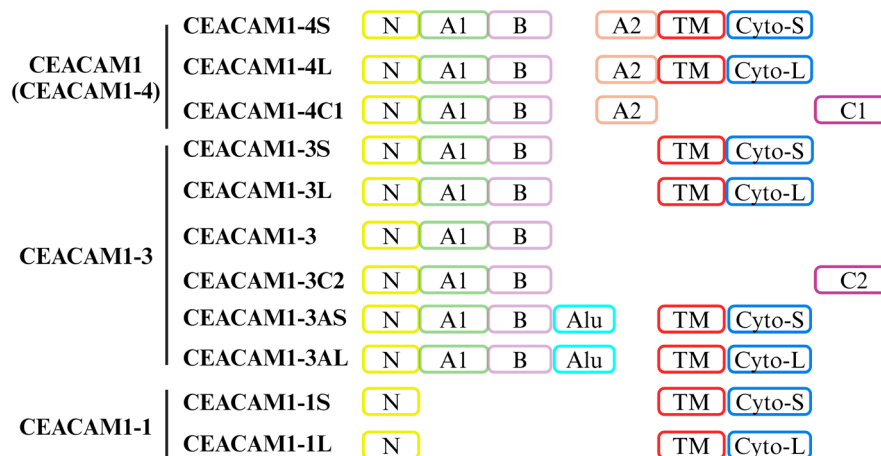 CEACAM1-4S N A1 B A2 TM Cyto-S
CEACAM1
(CEACAM1-4)
CEACAM1-4L N A1 B A2 TM Cyto-L
CEACAM1-4C1 N A1 B A2 C1
CEACAM1-3S N A1 B TM Cyto-S
CEACAM1-3L N A1 B TM Cyto-L
CEACAM1-3 N A1 B
CEACAM1-3
CEACAM1-3C2 N A1 B C2
CEACAM1-3AS N A1 B Alu TM Cyto-S
CEACAM1-3AL N A1 B Alu TM Cyto-L
CEACAM1-1S N TM Cyto-S
CEACAM1-1
CEACAM1-1L N TM Cyto-L